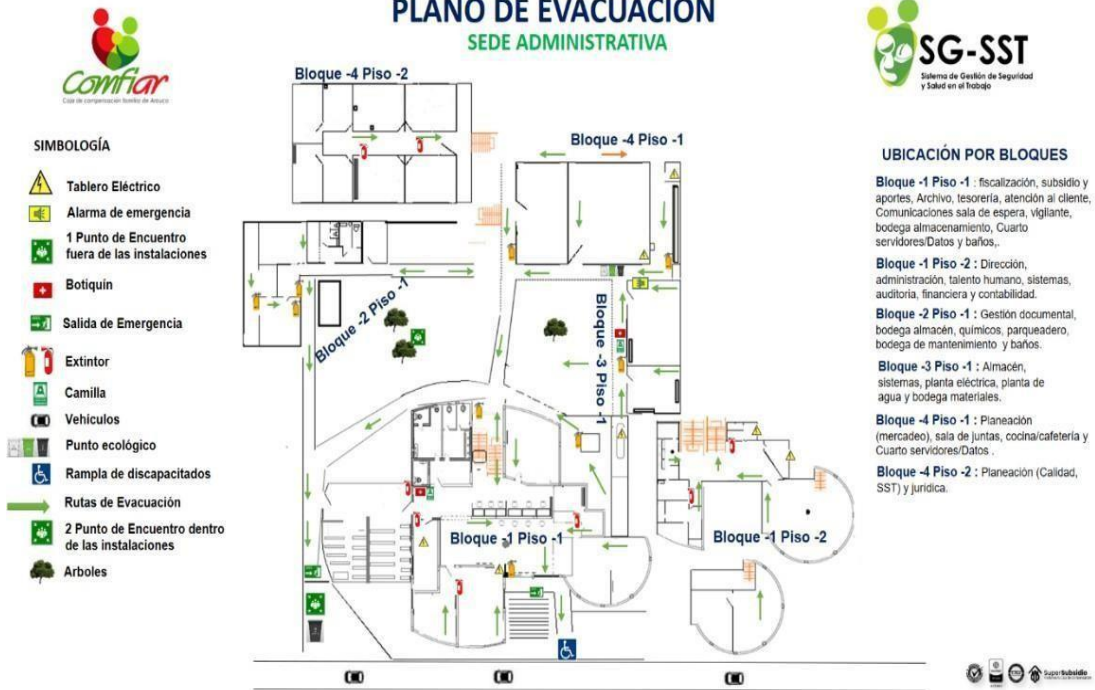 PLANO DE EVACUACIÓN
SEDE ADMINISTRATIVA
Comfiar
Caja de compensación familiar de Arauca
SG-SST
Sistema de Gestión de Seguridad
y Salud en el Trabajo
SIMBOLOGÍA
Tablero Eléctrico
Alarma de emergencia
1 Punto de Encuentro
fuera de las instalaciones
Botiquín
Salida de Emergencia
Extintor
Camilla
Vehículos
Punto ecológico
Rampla de discapacitados
Rutas de Evacuación
2 Punto de Encuentro dentro
de las instalaciones
Arboles
Bloque -4 Piso -2
Bloque -4 Piso -1
Bloque -2 Piso -1
Bloque -3 Piso -1
Bloque -1 Piso -1
Bloque -1 Piso -2
UBICACIÓN POR BLOQUES
Bloque -1 Piso -1 : fiscalización, subsidio y
aportes, Archivo, tesorería, atención al cliente,
Comunicaciones sala de espera, vigilante,
bodega almacenamiento, Cuarto
servidores/Datos y baños,.
Bloque -1 Piso -2 : Dirección,
administración, talento humano, sistemas,
auditoria, financiera y contabilidad.
Bloque -2 Piso -1 : Gestión documental,
bodega almacén, químicos, parqueadero,
bodega de mantenimiento y baños.
Bloque -3 Piso -1 : Almacén,
sistemas, planta eléctrica, planta de
agua y bodega materiales.
Bloque -4 Piso -1 : Planeación
(mercadeo), sala de juntas, cocina/cafetería y
Cuarto servidores/Datos .
Bloque -4 Piso -2 : Planeación (Calidad,
SST) y jurídica.
SuperSubsidio